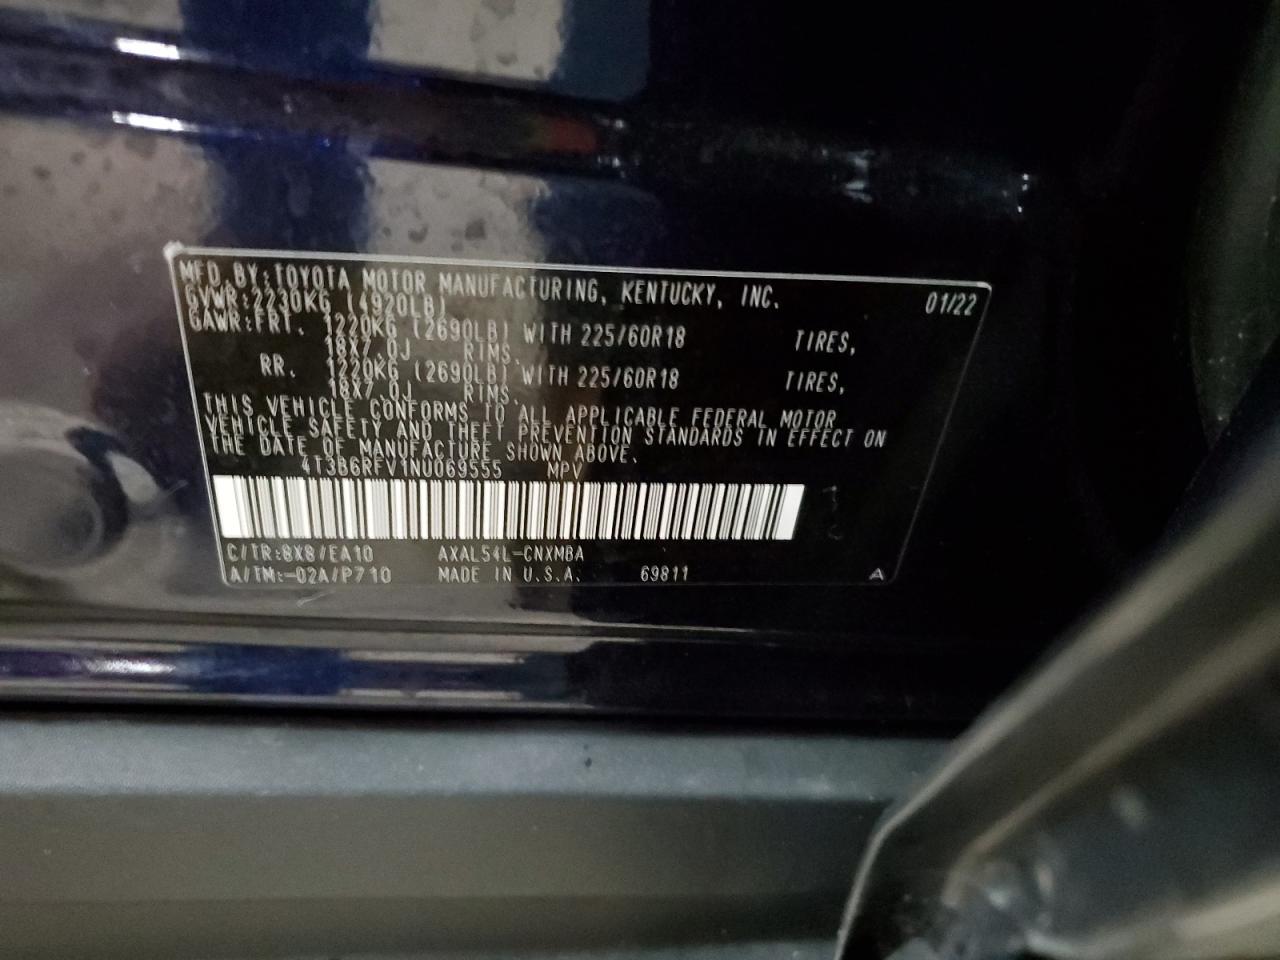 MFD.BY:TOYOTA MOTOR MANUFACTURING, KENTUCKY, INC. 01/22
GVWR:2230KG (4920LB)
GAWR:FRT. 1220KG (2690LB) WITH 225/60R18 TIRES,
18X7.0J RIMS.
RR. 1220KG (2690LB) WITH 225/60R18 TIRES,
18X7.0J RIMS.
THIS VEHICLE CONFORMS TO ALL APPLICABLE FEDERAL MOTOR
VEHICLE SAFETY AND THEFT PREVENTION STANDARDS IN EFFECT ON
THE DATE OF MANUFACTURE SHOWN ABOVE.
4T3B6RFV1NU069555 MPV
C/TR:8X8/EA10 AXAL54L-CNXMBA
A/TM:-02A/P710 MADE IN U.S.A. 69811 A